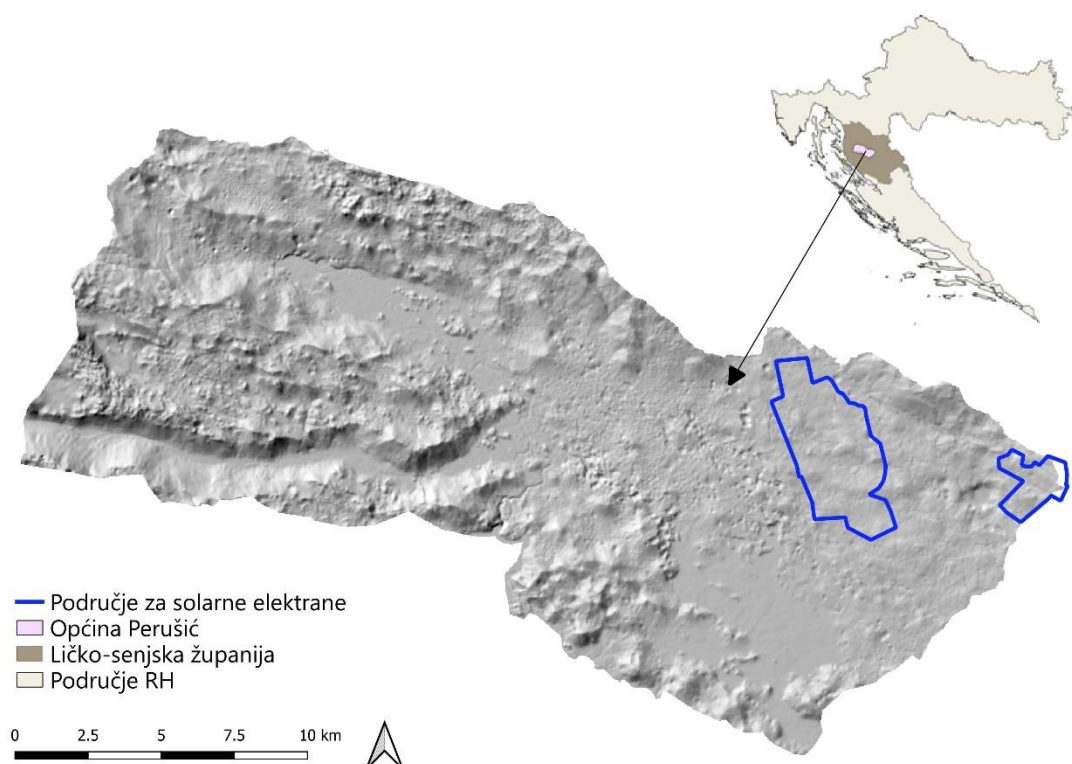 Područje za solarne elektrane
Općina Perušić
Ličko-senjska županija
Područje RH
0 2.5 5 7.5 10 km